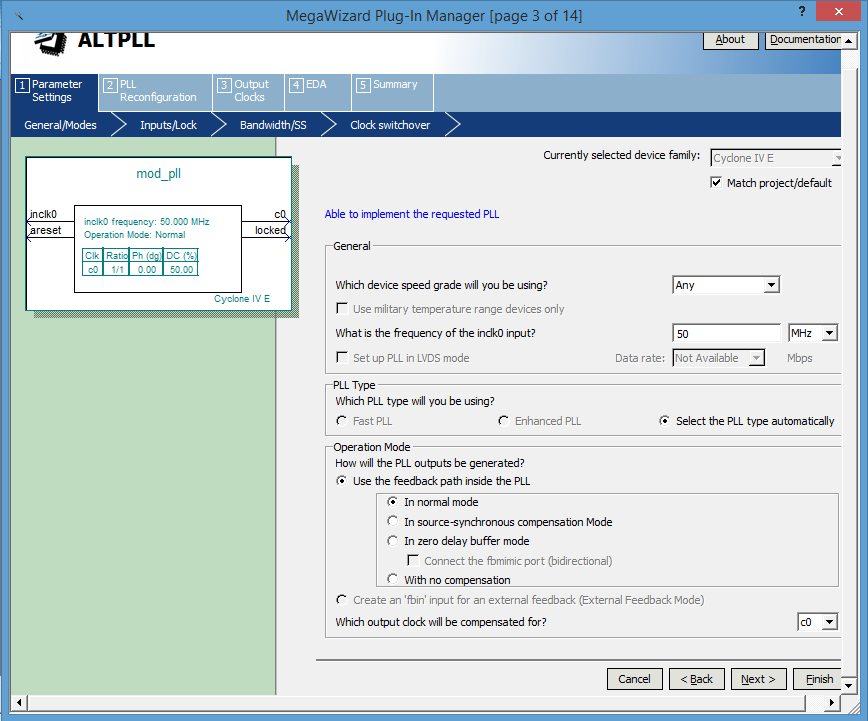 MegaWizard Plug-In Manager [page 3 of 14]
? ×
ALTPLL
About
Documentation
1 Parameter Settings
2 PLL Reconfiguration
3 Output Clocks
4 EDA
5 Summary
General/Modes
Inputs/Lock
Bandwidth/SS
Clock switchover
mod_pll
inclk0
areset
c0
locked
inclk0 frequency: 50.000 MHz
Operation Mode: Normal
Clk Ratio Ph (dg) DC (%)
c0 1/1 0.00 50.00
Cyclone IV E
Currently selected device family:
Cyclone IV E
Match project/default
Able to implement the requested PLL
General
Which device speed grade will you be using?
Any
Use military temperature range devices only
What is the frequency of the inclk0 input?
50
MHz
Set up PLL in LVDS mode
Data rate:
Not Available
Mbps
PLL Type
Which PLL type will you be using?
Fast PLL
Enhanced PLL
Select the PLL type automatically
Operation Mode
How will the PLL outputs be generated?
Use the feedback path inside the PLL
In normal mode
In source-synchronous compensation Mode
In zero delay buffer mode
Connect the fbmimic port (bidirectional)
With no compensation
Create an 'fbin' input for an external feedback (External Feedback Mode)
Which output clock will be compensated for?
c0
Cancel
< Back
Next >
Finish